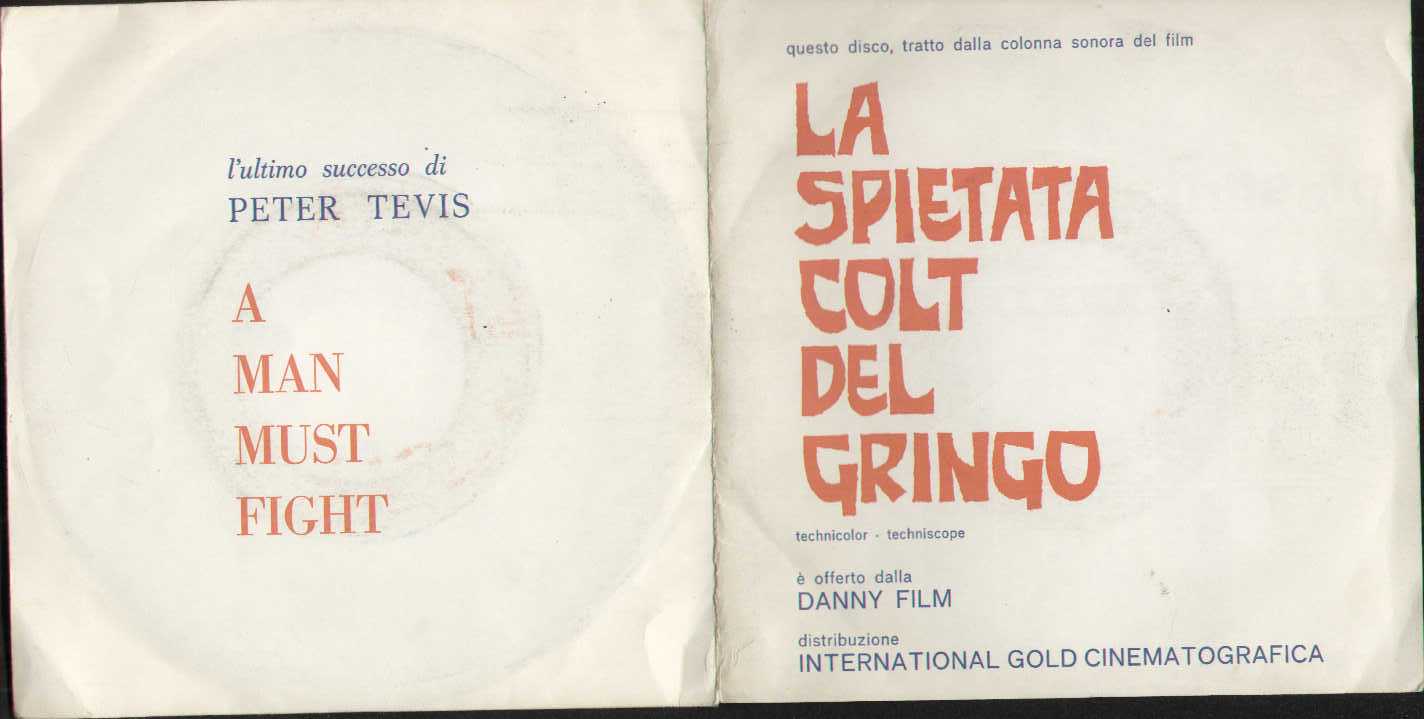 l'ultimo successo di
PETER TEVIS
A
MAN
MUST
FIGHT
questo disco, tratto dalla colonna sonora del film
LA
SPIETATA
COLT
DEL
GRINGO
technicolor · techniscope
è offerto dalla
DANNY FILM
distribuzione
INTERNATIONAL GOLD CINEMATOGRAFICA